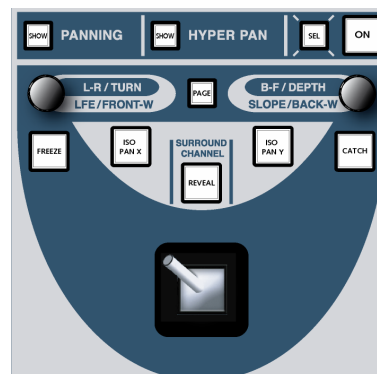 SHOW PANNING SHOW HYPER PAN SEL ON
L-R / TURN PAGE B-F / DEPTH
LFE / FRONT-W SLOPE / BACK-W
FREEZE
ISO
PAN X
SURROUND
CHANNEL
REVEAL
ISO
PAN Y
CATCH